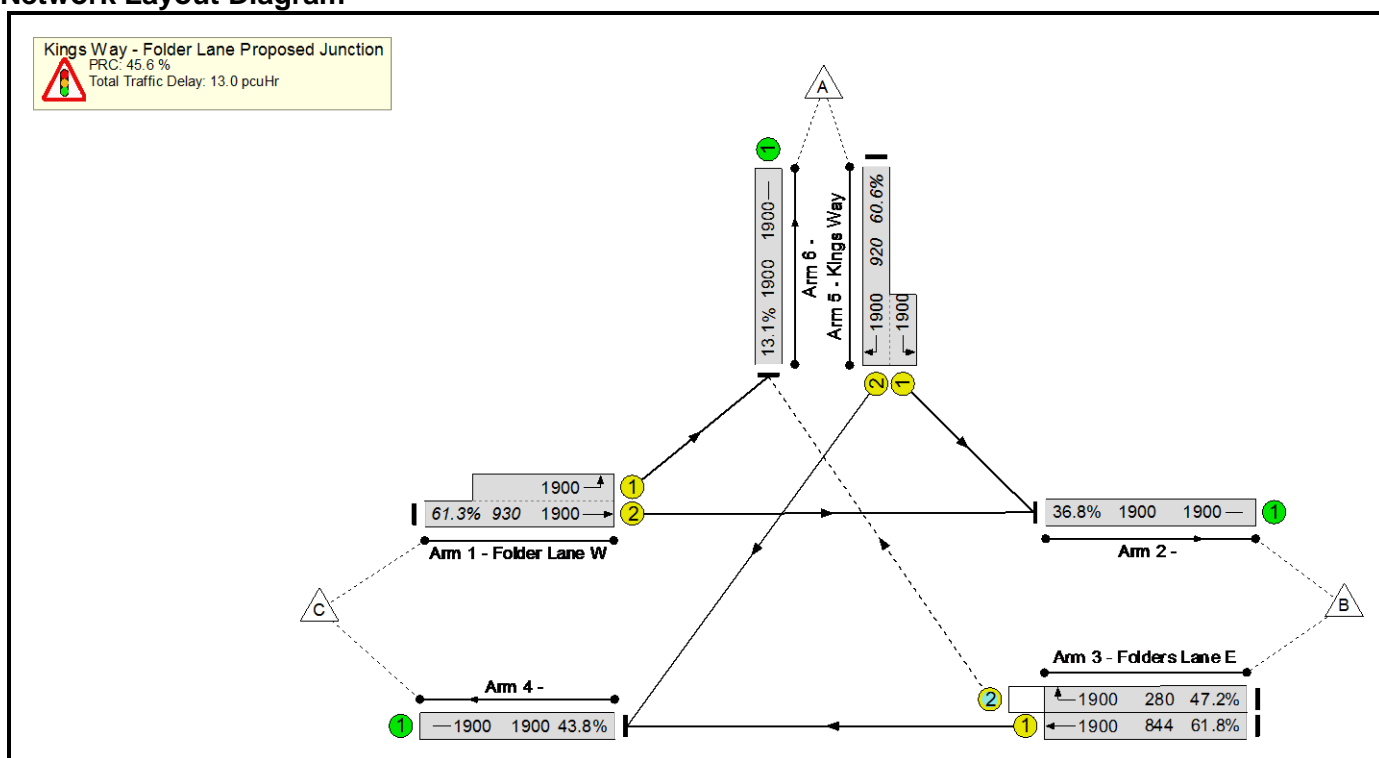 Network Layout Diagram
Kings Way - Folder Lane Proposed Junction
PRC: 45.6 %
Total Traffic Delay: 13.0 pcuHr
A
1
13.1% 1900 1900
Arm 6 -
Arm 5 - Kings Way
1900 920 60.6%
1900
2 1
1900 1
61.3% 930 1900 2
Arm 1 - Folder Lane W
36.8% 1900 1900 1
Arm 2 -
C
B
Arm 3 - Folders Lane E
Arm 4 -
2 1900 280 47.2%
1 1900 1900 43.8%
1 1900 844 61.8%